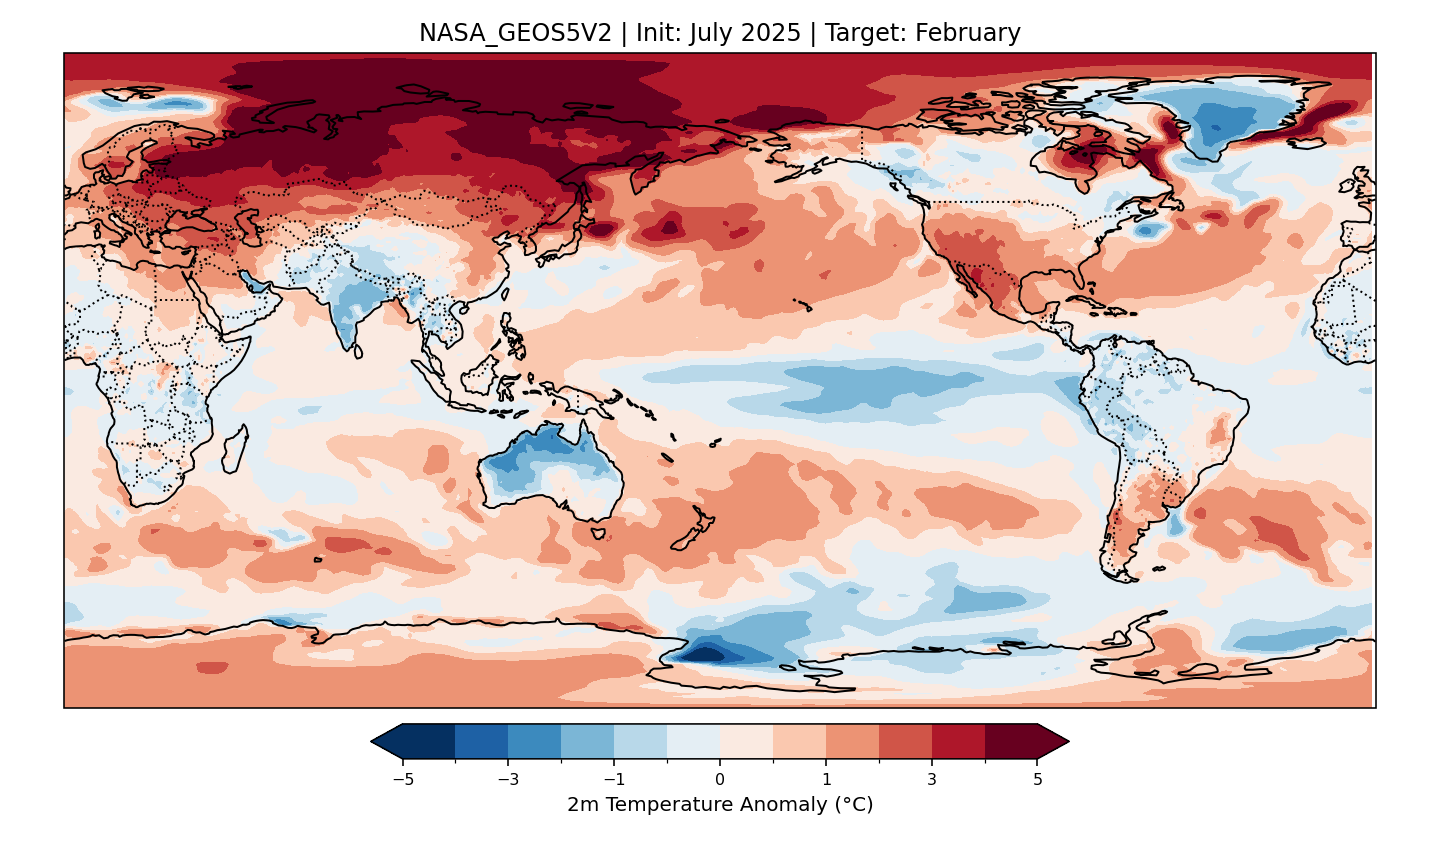 NASA_GEOS5V2 | Init: July 2025 | Target: February
−5 −3 −1 0 1 3 5
2m Temperature Anomaly (°C)